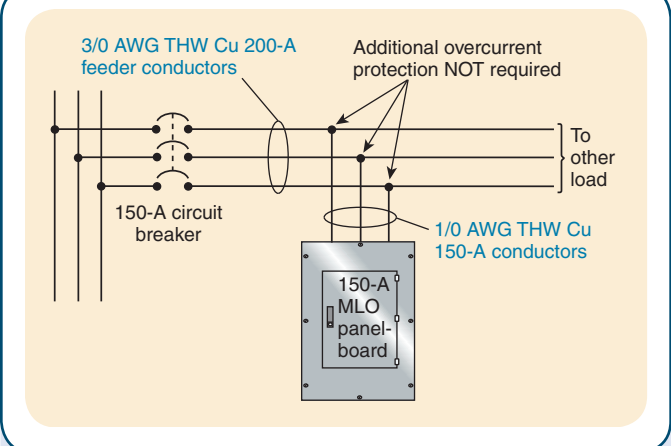 3/0 AWG THW Cu 200-A
feeder conductors
Additional overcurrent
protection NOT required
To
other
load
150-A circuit
breaker
1/0 AWG THW Cu
150-A conductors
150-A
MLO
panel-
board